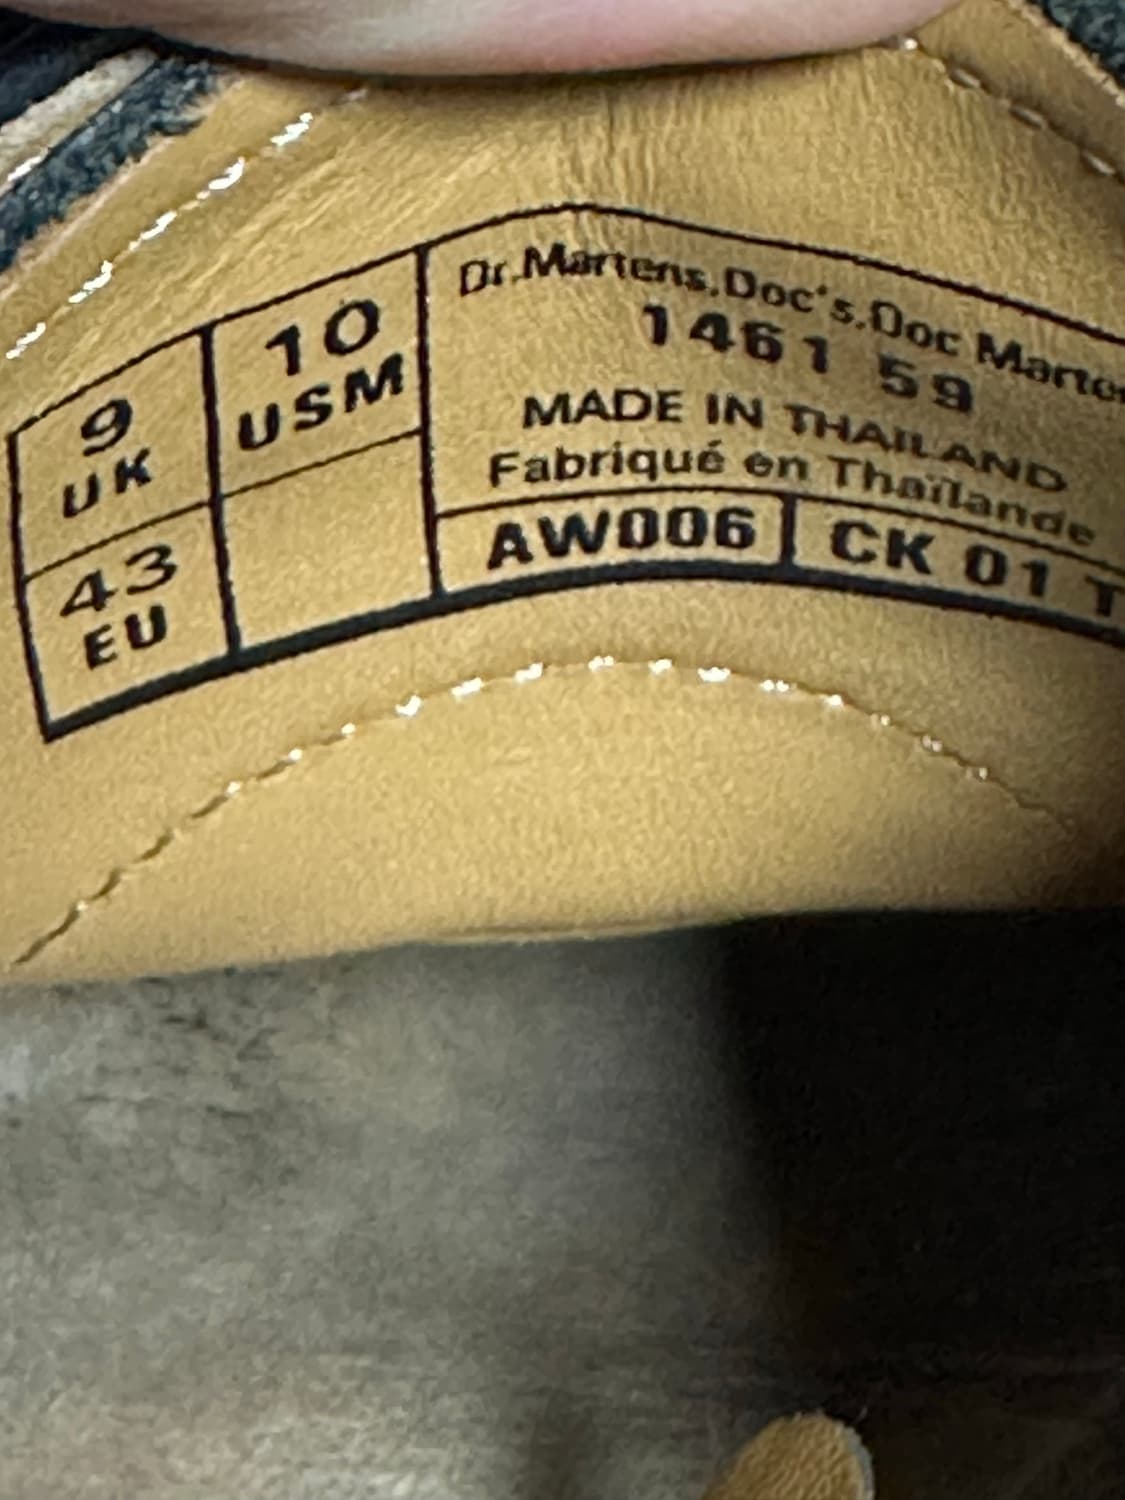 9
UK
10
USM
43
EU
Dr.Martens.Doc's.Doc Marte
1461 59
MADE IN THAILAND
Fabriqué en Thaïlande
AW006
CK 01 T